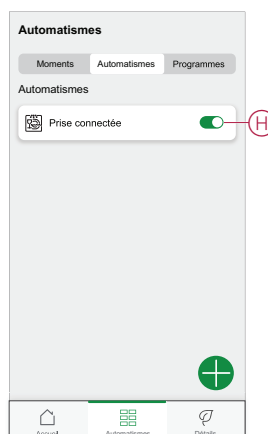 Automatismes
Moments Automatismes Programmes
Automatismes
Prise connectée
H
Accueil Automatismes Détails